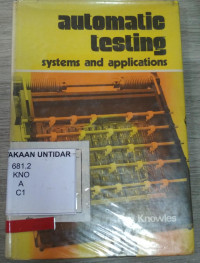 automatic
testing
systems and applications
AKAAN UNTIDAR
681.2
KNO
A
C1
Knowles